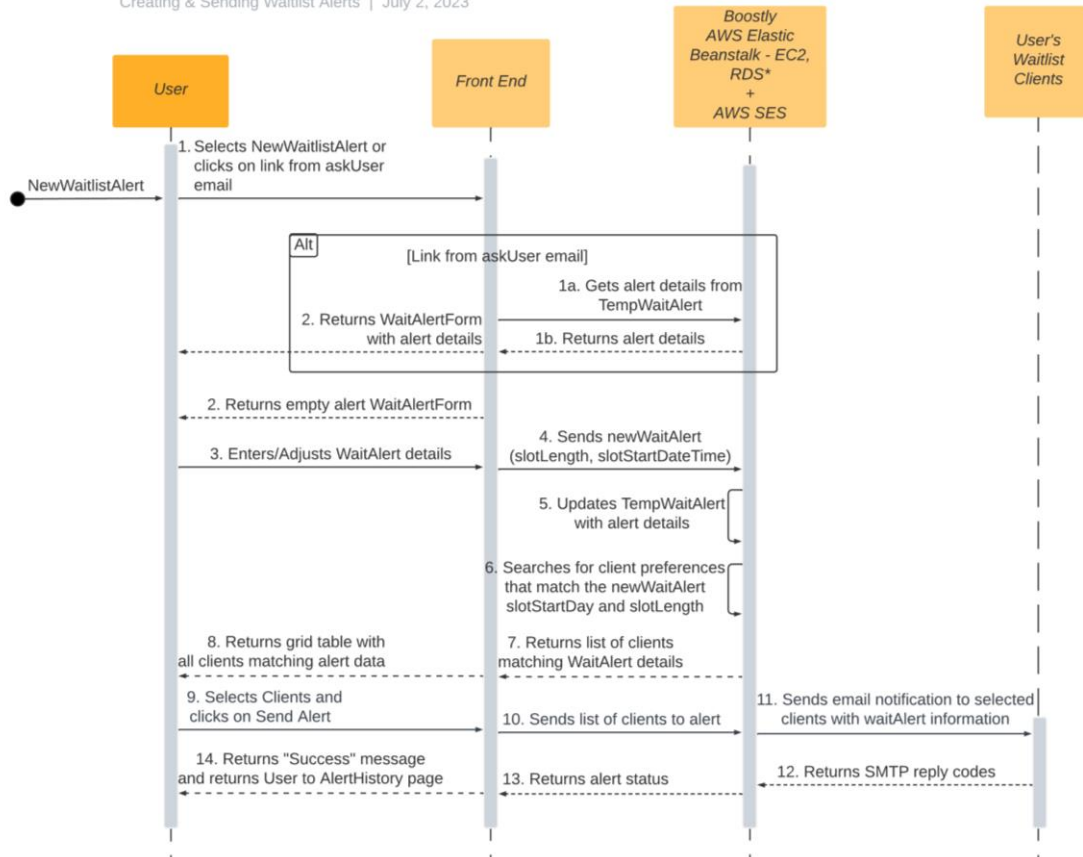 Creating & Sending Waitlist Alerts | July 2, 2023
User
Front End
Boostly
AWS Elastic
Beanstalk - EC2,
RDS*
+
AWS SES
User's
Waitlist
Clients
NewWaitlistAlert
1. Selects NewWaitlistAlert or
clicks on link from askUser
email
Alt
[Link from askUser email]
1a. Gets alert details from
TempWaitAlert
2. Returns WaitAlertForm
with alert details
1b. Returns alert details
2. Returns empty alert WaitAlertForm
3. Enters/Adjusts WaitAlert details
4. Sends newWaitAlert
(slotLength, slotStartDateTime)
5. Updates TempWaitAlert
with alert details
6. Searches for client preferences
that match the newWaitAlert
slotStartDay and slotLength
8. Returns grid table with
all clients matching alert data
7. Returns list of clients
matching WaitAlert details
9. Selects Clients and
clicks on Send Alert
10. Sends list of clients to alert
11. Sends email notification to selected
clients with waitAlert information
14. Returns "Success" message
and returns User to AlertHistory page
13. Returns alert status
12. Returns SMTP reply codes